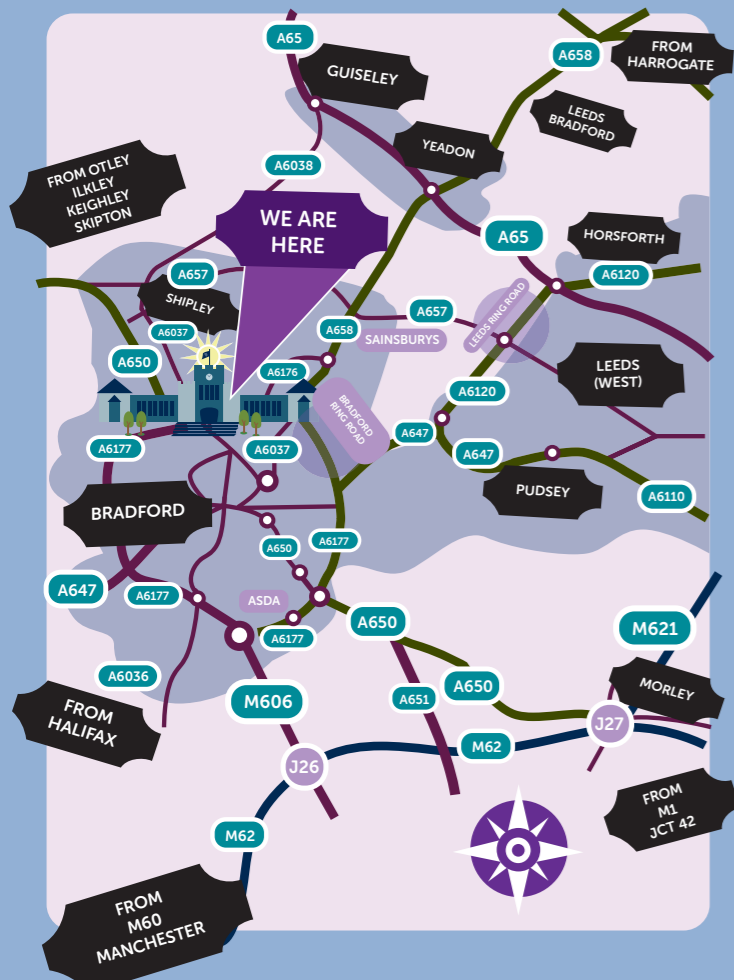 A65
A658
FROM
HARROGATE
GUISELEY
LEEDS
BRADFORD
YEADON
A6038
FROM OTLEY
ILKLEY
KEIGHLEY
SKIPTON
WE ARE
HERE
A65
HORSFORTH
A657
A6120
SHIPLEY
LEEDS RING ROAD
A657
A6037
A658
SAINSBURYS
A650
A6176
LEEDS
(WEST)
A6120
BRADFORD
RING ROAD
A647
A6177
A6037
A647
PUDSEY
A6110
BRADFORD
A650
A6177
A647
A6177
ASDA
A650
A6177
M621
A6036
A650
MORLEY
FROM
HALIFAX
M606
A651
J27
M62
J26
FROM
M1
JCT 42
M62
FROM
M60
MANCHESTER